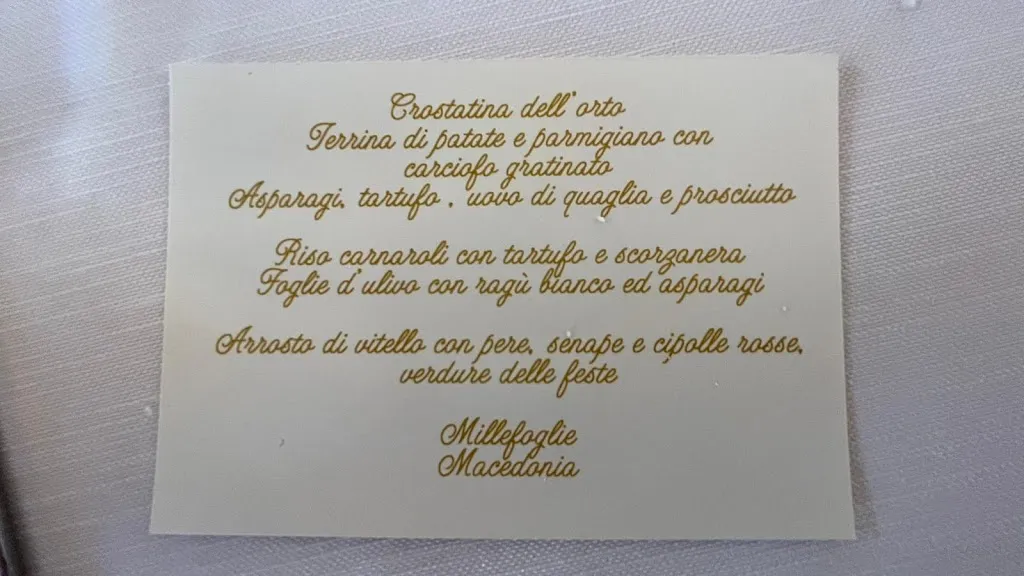 Crostatina dell'orto
Terrina di patate e parmigiano con
carciofo gratinato
Asparagi, tartufo , uovo di quaglia e prosciutto
Riso carnaroli con tartufo e scorzanera
Foglie d'ulivo con ragù bianco ed asparagi
Arrosto di vitello con pere, senape e cipolle rosse,
verdure delle feste
Millefoglie
Macedonia